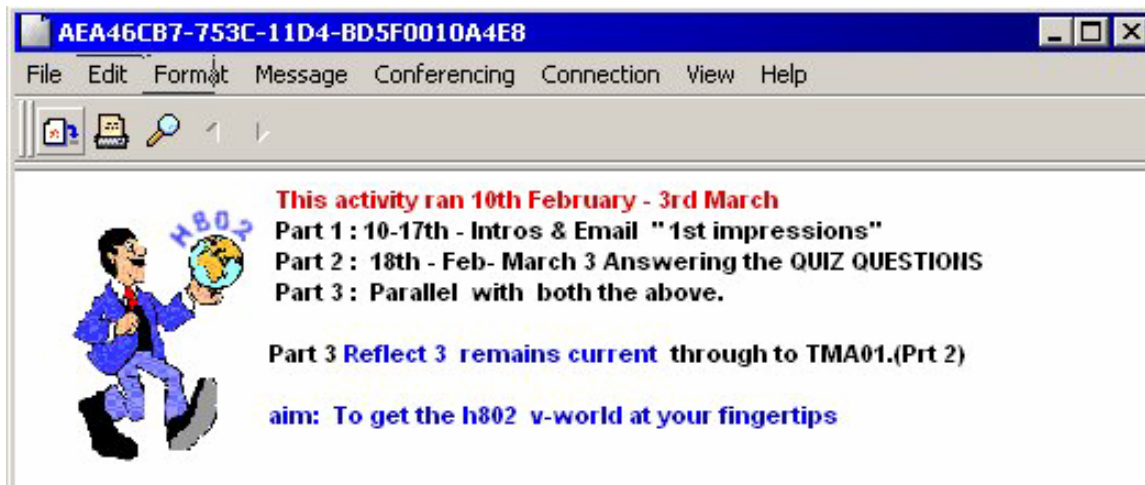 AEA46CB7-753C-11D4-BD5F0010A4E8
File Edit Format Message Conferencing Connection View Help
H802
This activity ran 10th February - 3rd March
Part 1 : 10-17th - Intros & Email " 1st impressions"
Part 2 : 18th - Feb- March 3 Answering the QUIZ QUESTIONS
Part 3 : Parallel with both the above.
Part 3 Reflect 3 remains current through to TMA01.(Prt 2)
aim: To get the h802 v-world at your fingertips